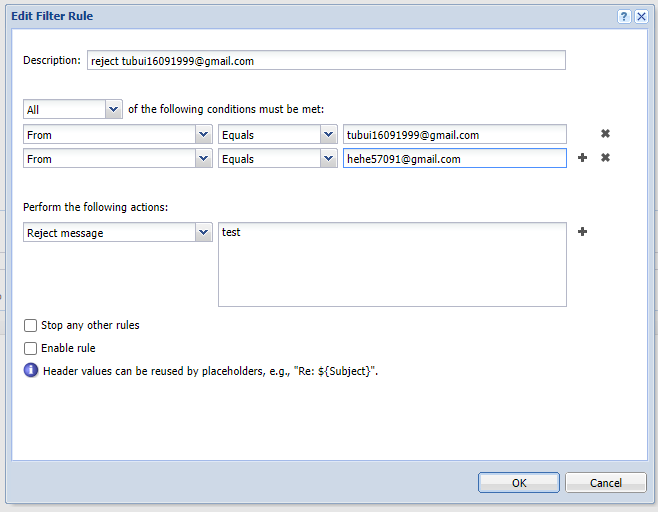 Edit Filter Rule
Description: reject tubui16091999@gmail.com
All of the following conditions must be met:
From Equals tubui16091999@gmail.com
From Equals hehe57091@gmail.com
Perform the following actions:
Reject message test
Stop any other rules
Enable rule
Header values can be reused by placeholders, e.g., "Re: ${Subject}".
OK Cancel